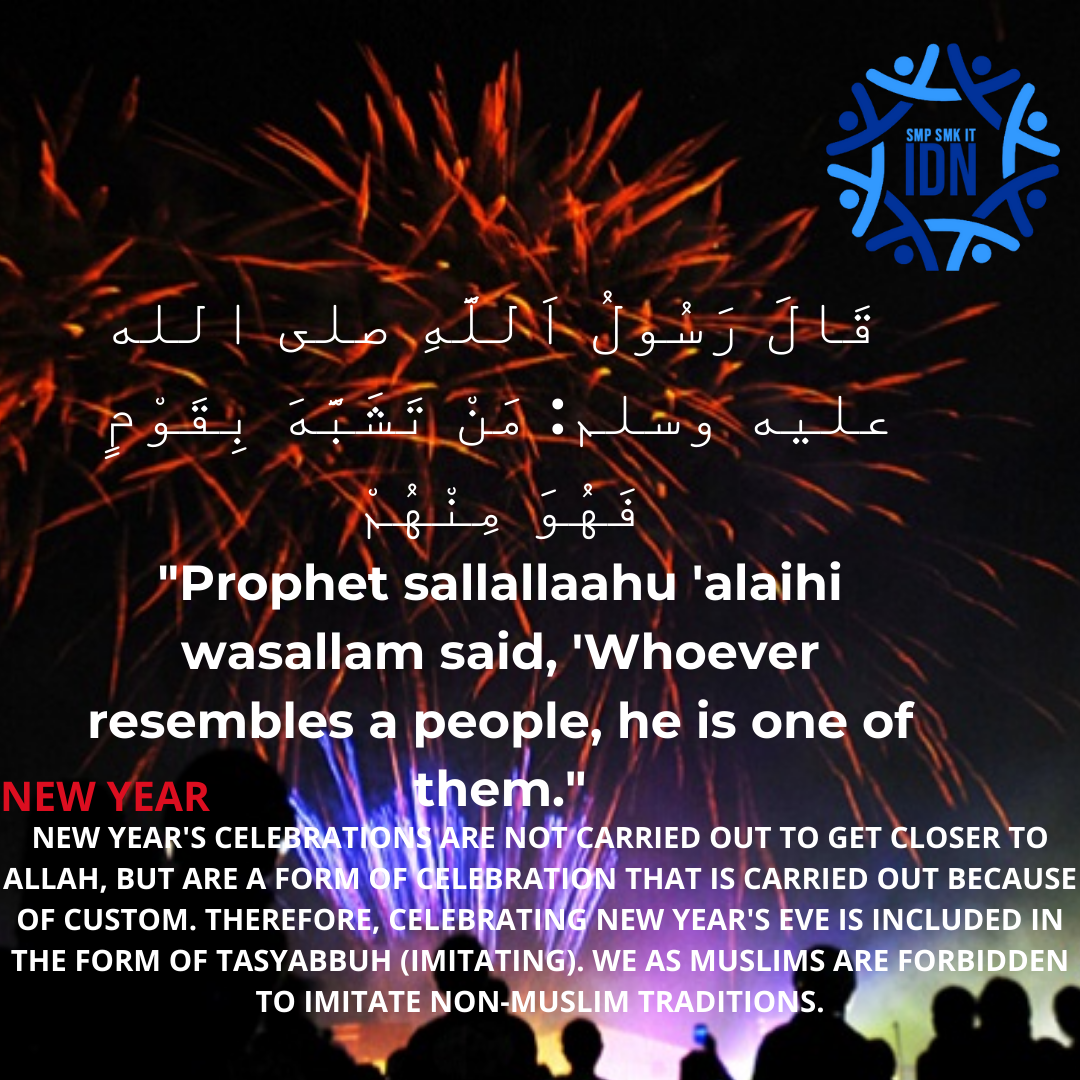 SMP SMK IT
IDN
قَالَ رَسُولُ اَللَّهِ صلى الله
عليه وسلم: مَنْ تَشَبَّهَ بِقَوْمٍ
فَهُوَ مِنْهُمْ
"Prophet sallallaahu 'alaihi
wasallam said, 'Whoever
resembles a people, he is one of
them."
NEW YEAR
NEW YEAR'S CELEBRATIONS ARE NOT CARRIED OUT TO GET CLOSER TO
ALLAH, BUT ARE A FORM OF CELEBRATION THAT IS CARRIED OUT BECAUSE
OF CUSTOM. THEREFORE, CELEBRATING NEW YEAR'S EVE IS INCLUDED IN
THE FORM OF TASYABBUH (IMITATING). WE AS MUSLIMS ARE FORBIDDEN
TO IMITATE NON-MUSLIM TRADITIONS.